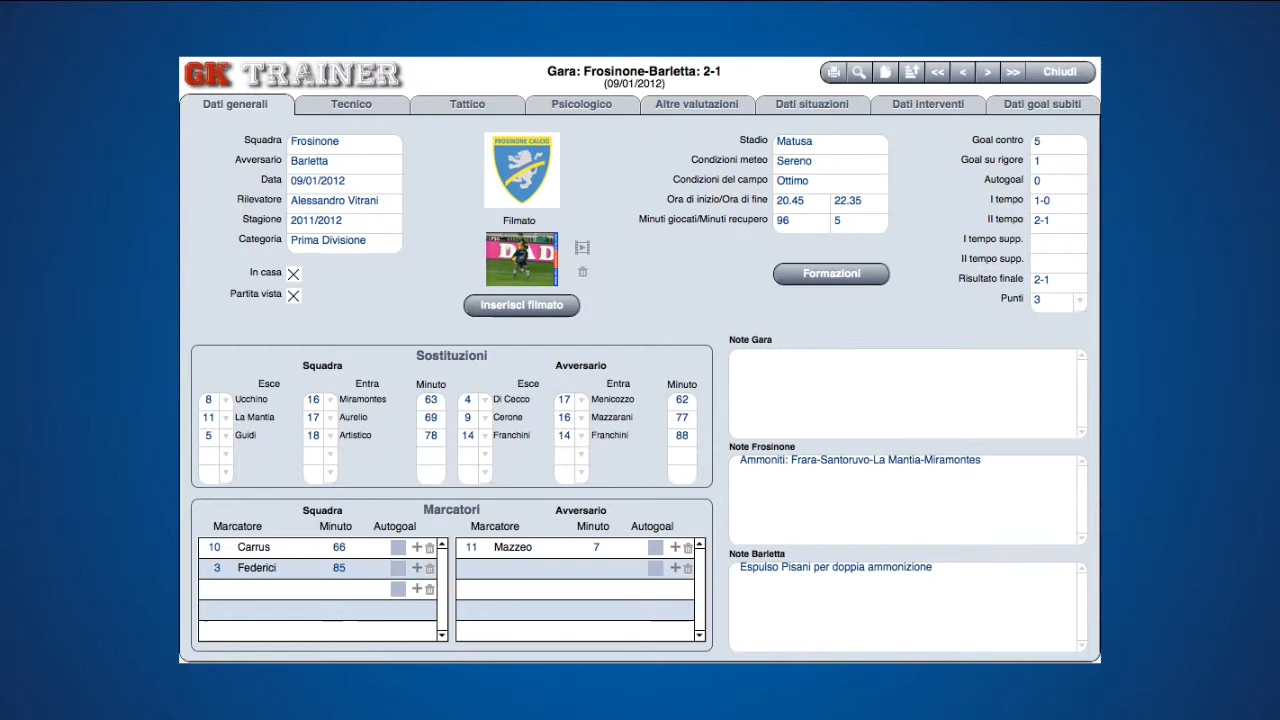 GK TRAINER
Gara: Frosinone-Barletta: 2-1
(09/01/2012)
<< < > >> Chiudi
Dati generali Tecnico Tattico Psicologico Altre valutazioni Dati situazioni Dati interventi Dati goal subiti
Squadra Frosinone
Avversario Barletta
Data 09/01/2012
Rilevatore Alessandro Vitrani
Stagione 2011/2012
Categoria Prima Divisione
In casa
Partita vista
FROSINONE CALCIO
Filmato
DAD
Inserisci filmato
Stadio Matusa
Condizioni meteo Sereno
Condizioni del campo Ottimo
Ora di inizio/Ora di fine 20.45 22.35
Minuti giocati/Minuti recupero 96 5
Formazioni
Goal contro 5
Goal su rigore 1
Autogoal 0
I tempo 1-0
II tempo 2-1
I tempo supp.
II tempo supp.
Risultato finale 2-1
Punti 3
Sostituzioni
Squadra Avversario
Esce Entra Minuto Esce Entra Minuto
8 Ucchino 16 Miramontes 63 4 Di Cecco 17 Menicozzo 62
11 La Mantia 17 Aurelio 69 9 Cerone 16 Mazzarani 77
5 Guidi 18 Artistico 78 14 Franchini 14 Franchini 88
Marcatori
Squadra Avversario
Marcatore Minuto Autogoal Marcatore Minuto Autogoal
10 Carrus 66 11 Mazzeo 7
3 Federici 85
Note Gara
Note Frosinone
Ammoniti: Frara-Santoruvo-La Mantia-Miramontes
Note Barletta
Espulso Pisani per doppia ammonizione